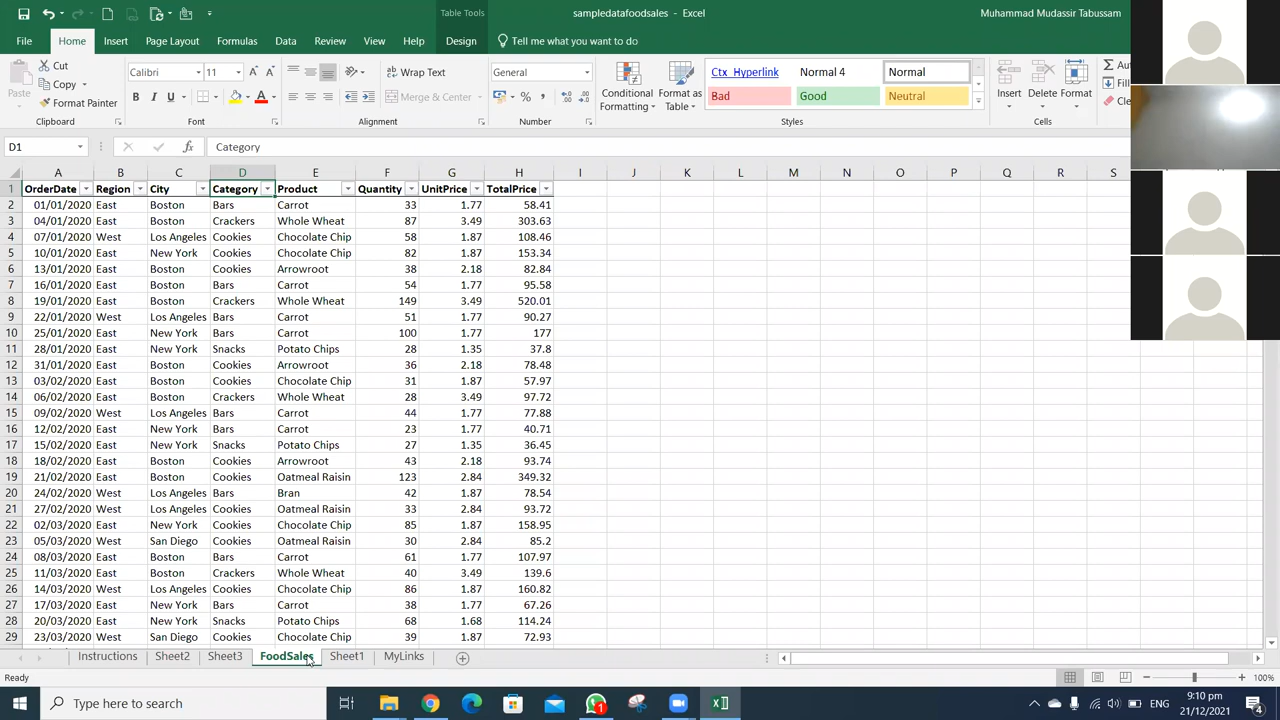 Table Tools
sampledatafoodsales - Excel
Muhammad Mudassir Tabussam
File Home Insert Page Layout Formulas Data Review View Help Design Tell me what you want to do
Paste
Cut
Copy
Format Painter
Clipboard
Calibri 11
B I U
Font
Wrap Text
Merge & Center
Alignment
General
Number
Conditional Formatting
Format as Table
Ctx_Hyperlink Normal 4 Normal
Bad Good Neutral
Styles
Insert Delete Format
Cells
Σ Au
Fil
Cle
D1 fx Category
A B C D E F G H I J K L M N O P Q R S
1 OrderDate Region City Category Product Quantity UnitPrice TotalPrice
2 01/01/2020 East Boston Bars Carrot 33 1.77 58.41
3 04/01/2020 East Boston Crackers Whole Wheat 87 3.49 303.63
4 07/01/2020 West Los Angeles Cookies Chocolate Chip 58 1.87 108.46
5 10/01/2020 East New York Cookies Chocolate Chip 82 1.87 153.34
6 13/01/2020 East Boston Cookies Arrowroot 38 2.18 82.84
7 16/01/2020 East Boston Bars Carrot 54 1.77 95.58
8 19/01/2020 East Boston Crackers Whole Wheat 149 3.49 520.01
9 22/01/2020 West Los Angeles Bars Carrot 51 1.77 90.27
10 25/01/2020 East New York Bars Carrot 100 1.77 177
11 28/01/2020 East New York Snacks Potato Chips 28 1.35 37.8
12 31/01/2020 East Boston Cookies Arrowroot 36 2.18 78.48
13 03/02/2020 East Boston Cookies Chocolate Chip 31 1.87 57.97
14 06/02/2020 East Boston Crackers Whole Wheat 28 3.49 97.72
15 09/02/2020 West Los Angeles Bars Carrot 44 1.77 77.88
16 12/02/2020 East New York Bars Carrot 23 1.77 40.71
17 15/02/2020 East New York Snacks Potato Chips 27 1.35 36.45
18 18/02/2020 East Boston Cookies Arrowroot 43 2.18 93.74
19 21/02/2020 East Boston Cookies Oatmeal Raisin 123 2.84 349.32
20 24/02/2020 West Los Angeles Bars Bran 42 1.87 78.54
21 27/02/2020 West Los Angeles Cookies Oatmeal Raisin 33 2.84 93.72
22 02/03/2020 East New York Cookies Chocolate Chip 85 1.87 158.95
23 05/03/2020 West San Diego Cookies Oatmeal Raisin 30 2.84 85.2
24 08/03/2020 East Boston Bars Carrot 61 1.77 107.97
25 11/03/2020 East Boston Crackers Whole Wheat 40 3.49 139.6
26 14/03/2020 West Los Angeles Cookies Chocolate Chip 86 1.87 160.82
27 17/03/2020 East New York Bars Carrot 38 1.77 67.26
28 20/03/2020 East New York Snacks Potato Chips 68 1.68 114.24
29 23/03/2020 West San Diego Cookies Chocolate Chip 39 1.87 72.93
Instructions Sheet2 Sheet3 FoodSales Sheet1 MyLinks
Ready
100%
Type here to search
1
9:10 pm
21/12/2021
4